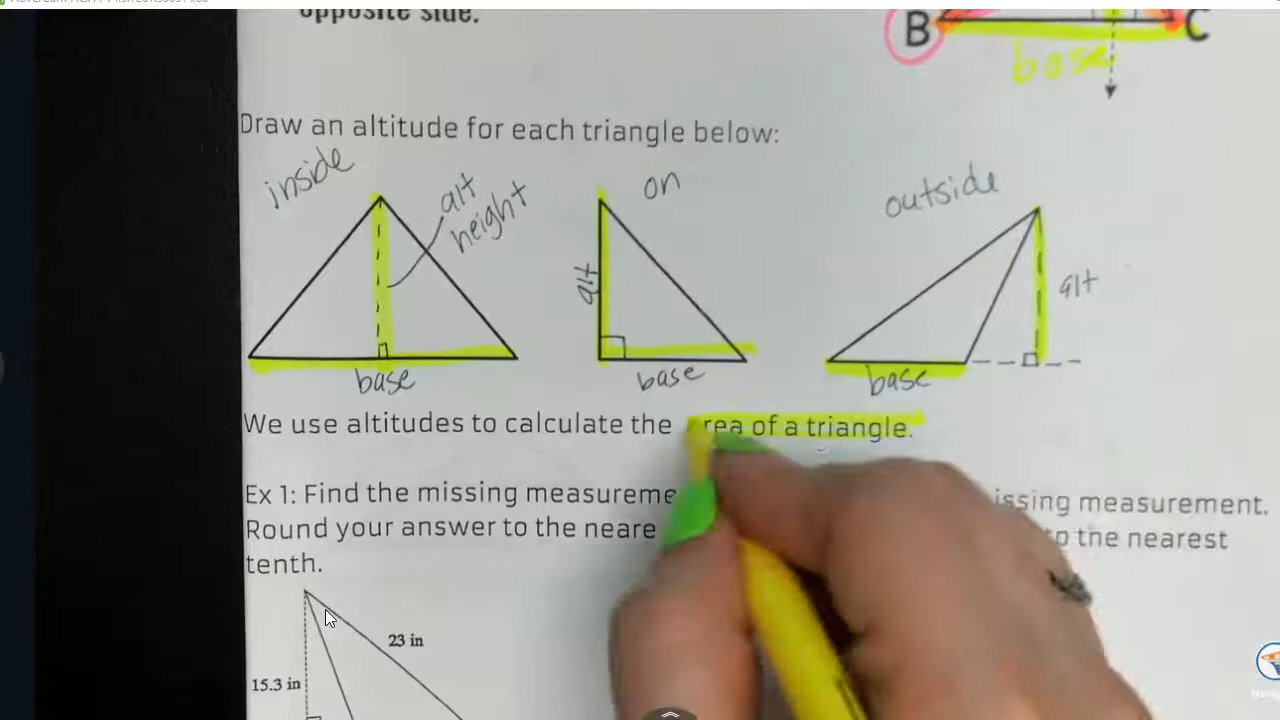 opposite side.
B
C
base
Draw an altitude for each triangle below:
inside
alt
height
on
outside
alt
alt
base
base
base
We use altitudes to calculate the area of a triangle.
Ex 1: Find the missing
issing measurement.
Round your answer to the
to the nearest
tenth.
23 in
15.3 in